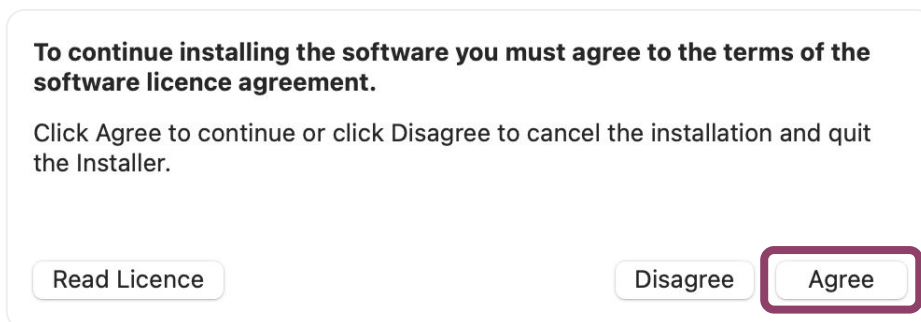 To continue installing the software you must agree to the terms of the
software licence agreement.
Click Agree to continue or click Disagree to cancel the installation and quit
the Installer.
Read Licence
Disagree
Agree